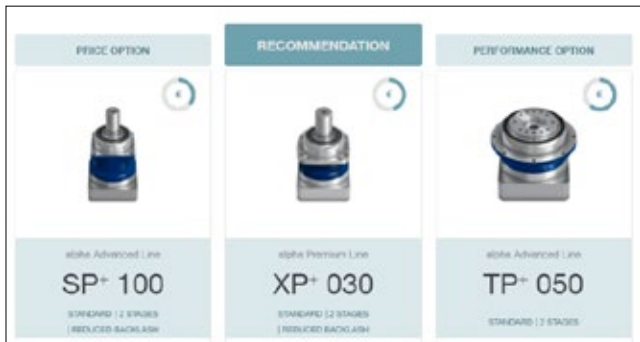 PRICE OPTION
RECOMMENDATION
PERFORMANCE OPTION
€
€
€
alpha Advanced Line
SP+ 100
STANDARD | 2 STAGES
| REDUCED BACKLASH
alpha Premium Line
XP+ 030
STANDARD | 2 STAGES
| REDUCED BACKLASH
alpha Advanced Line
TP+ 050
STANDARD | 2 STAGES